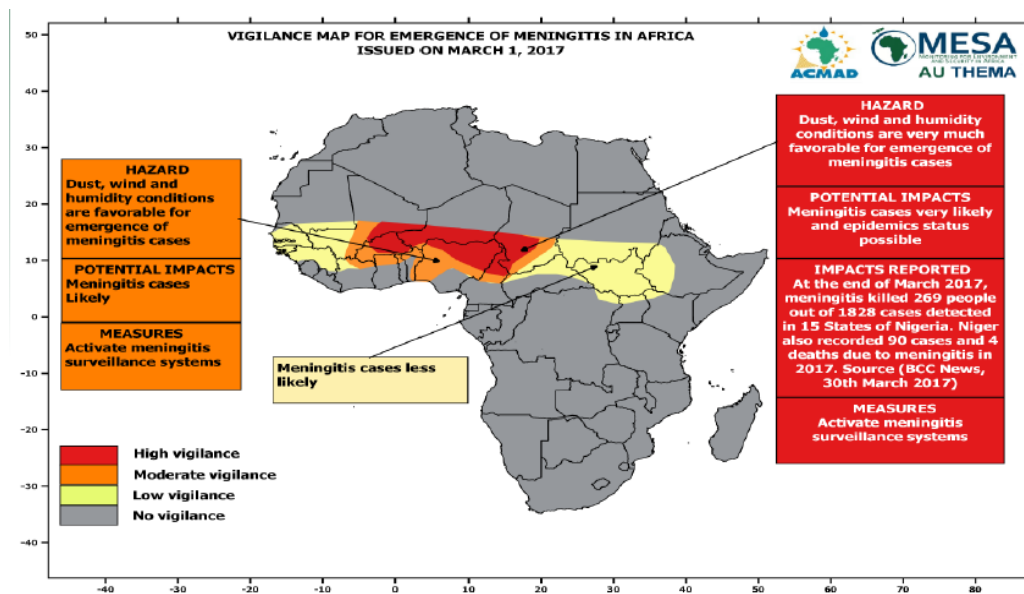 VIGILANCE MAP FOR EMERGENCE OF MENINGITIS IN AFRICA
ISSUED ON MARCH 1, 2017
ACMAD
MESA
MONITORING FOR ENVIRONMENT
AND SECURITY IN AFRICA
AU THEMA
HAZARD
Dust, wind and
humidity conditions
are favorable for
emergence of
meningitis cases
POTENTIAL IMPACTS
Meningitis cases
Likely
MEASURES
Activate meningitis
surveillance systems
HAZARD
Dust, wind and humidity
conditions are very much
favorable for emergence of
meningitis cases
POTENTIAL IMPACTS
Meningitis cases very likely
and epidemics status
possible
IMPACTS REPORTED
At the end of March 2017,
meningitis killed 269 people
out of 1828 cases detected
in 15 States of Nigeria. Niger
also recorded 90 cases and 4
deaths due to meningitis in
2017. Source (BCC News,
30th March 2017)
MEASURES
Activate meningitis
surveillance systems
Meningitis cases less
likely
High vigilance
Moderate vigilance
Low vigilance
No vigilance
50
40
30
20
10
0
-10
-20
-30
-40
-40
-30
-20
-10
0
10
20
30
40
50
60
70
80